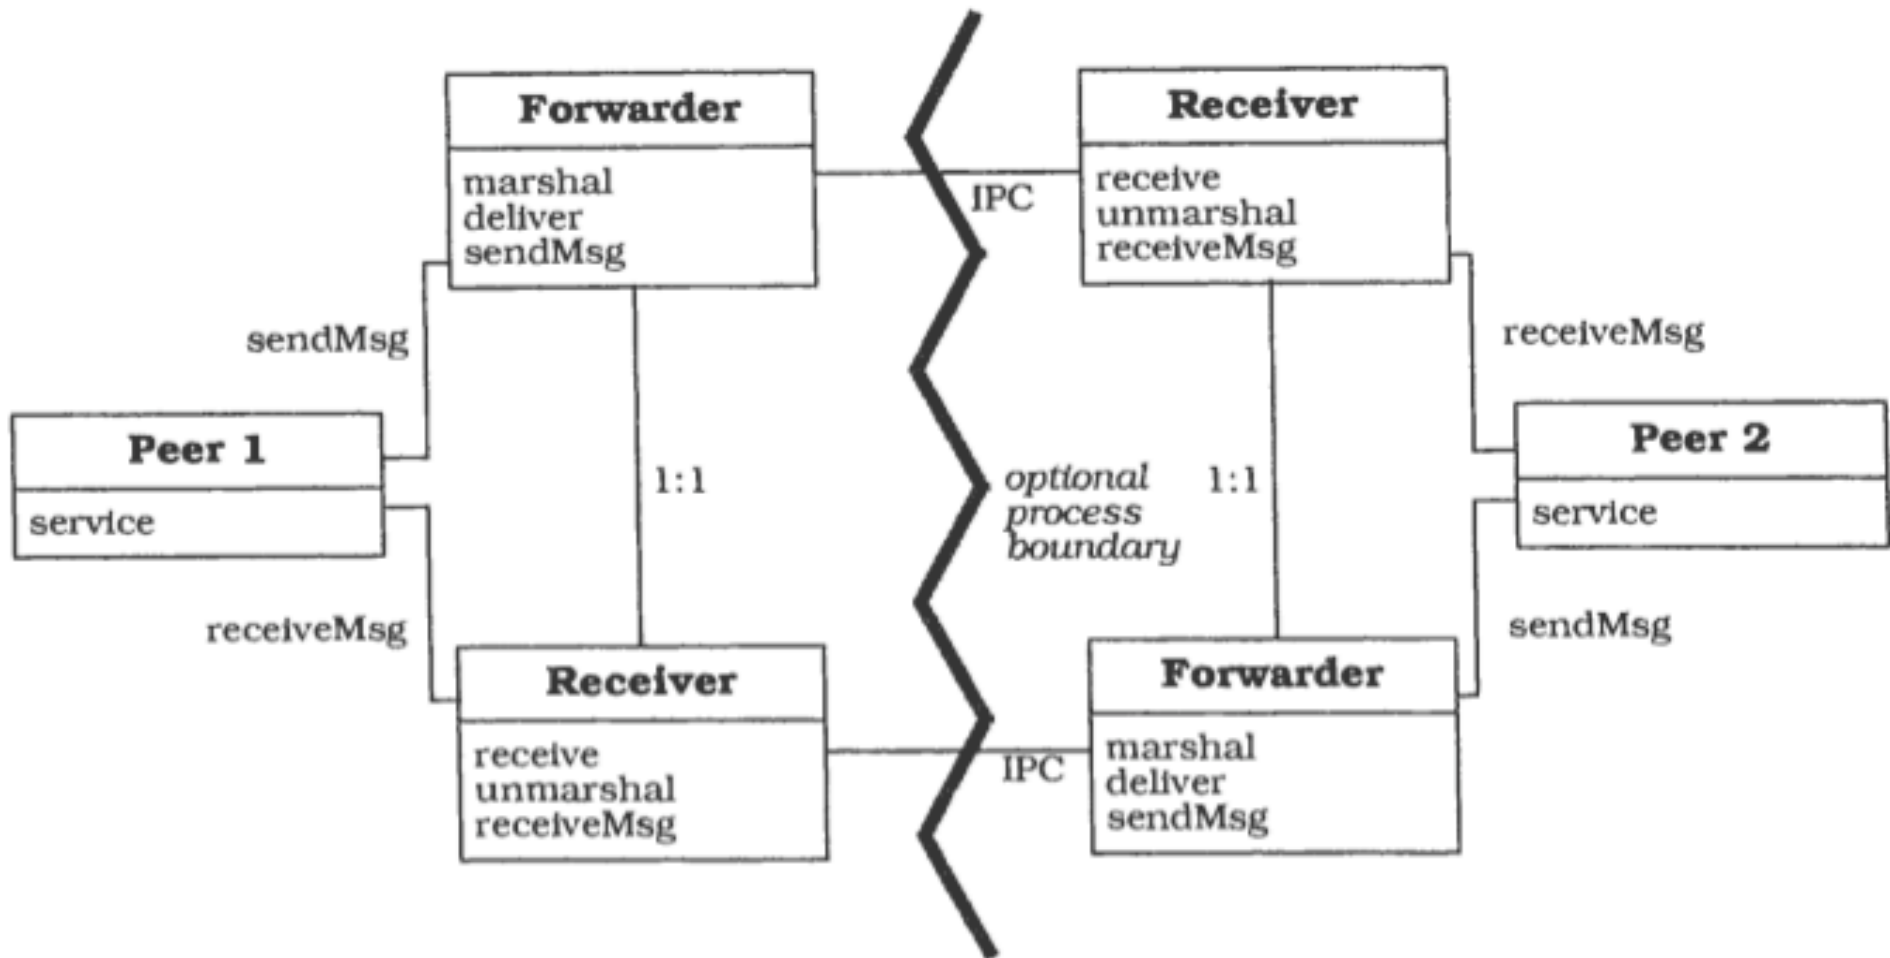 Forwarder
marshal
deliver
sendMsg
Receiver
receive
unmarshal
receiveMsg
IPC
sendMsg
receiveMsg
Peer 1
service
1:1
optional
process
boundary
1:1
Peer 2
service
receiveMsg
sendMsg
Receiver
receive
unmarshal
receiveMsg
IPC
Forwarder
marshal
deliver
sendMsg